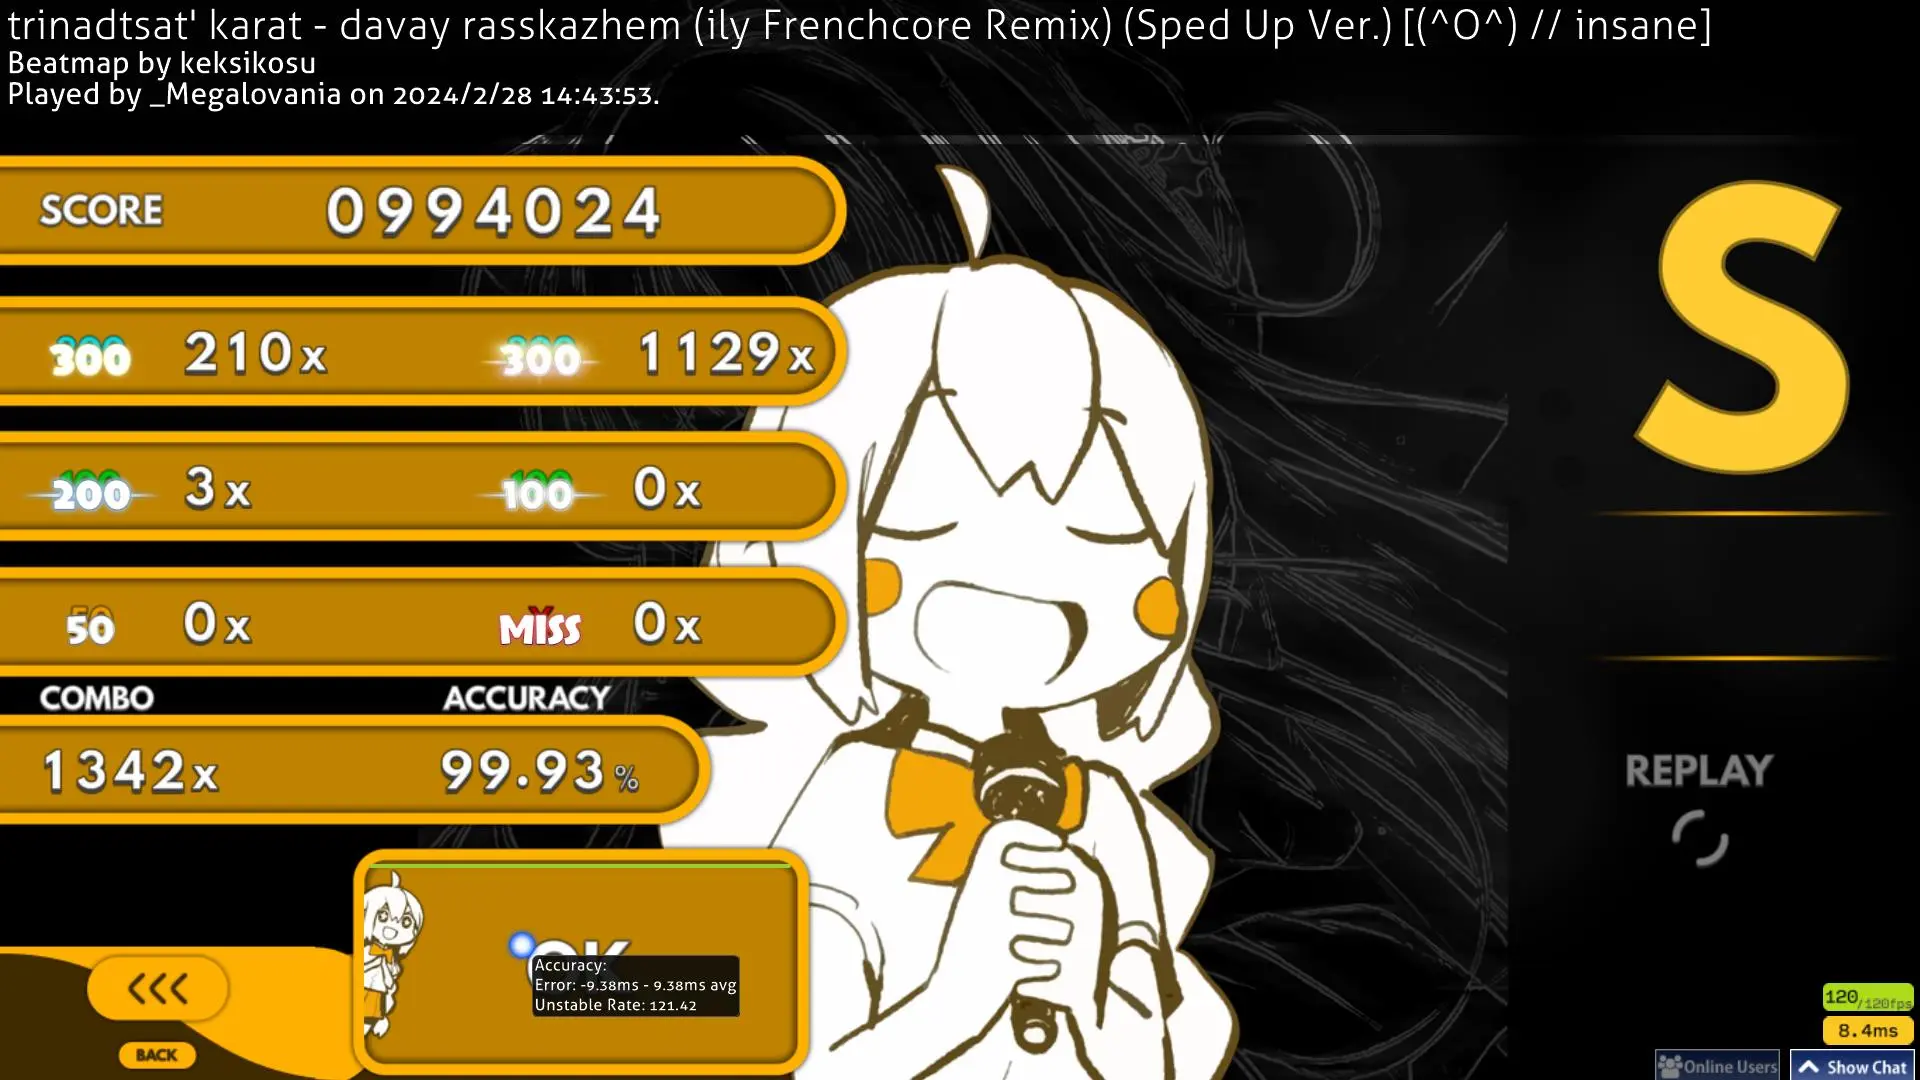 trinadtsat' karat - davay rasskazhem (ily Frenchcore Remix) (Sped Up Ver.) [(^O^) // insane]
Beatmap by keksikosu
Played by _Megalovania on 2024/2/28 14:43:53.
SCORE 0994024
300 210x 300 1129x
200 3x 100 0x
50 0x MISS 0x
COMBO ACCURACY
1342x 99.93%
S
REPLAY
OK
Accuracy:
Error: -9.38ms - 9.38ms avg
Unstable Rate: 121.42
BACK
120/120fps
8.4ms
Online Users
Show Chat